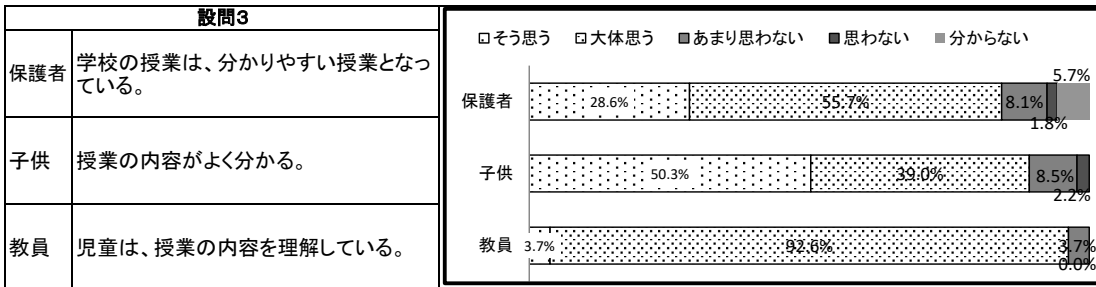 設問3
保護者
学校の授業は、分かりやすい授業となっ
ている。
子供
授業の内容がよく分かる。
教員
児童は、授業の内容を理解している。
そう思う 大体思う あまり思わない 思わない 分からない
5.7%
保護者 28.6% 55.7% 8.1%
1.8%
子供 50.3% 39.0% 8.5%
2.2%
教員 3.7% 92.6% 3.7%
0.0%